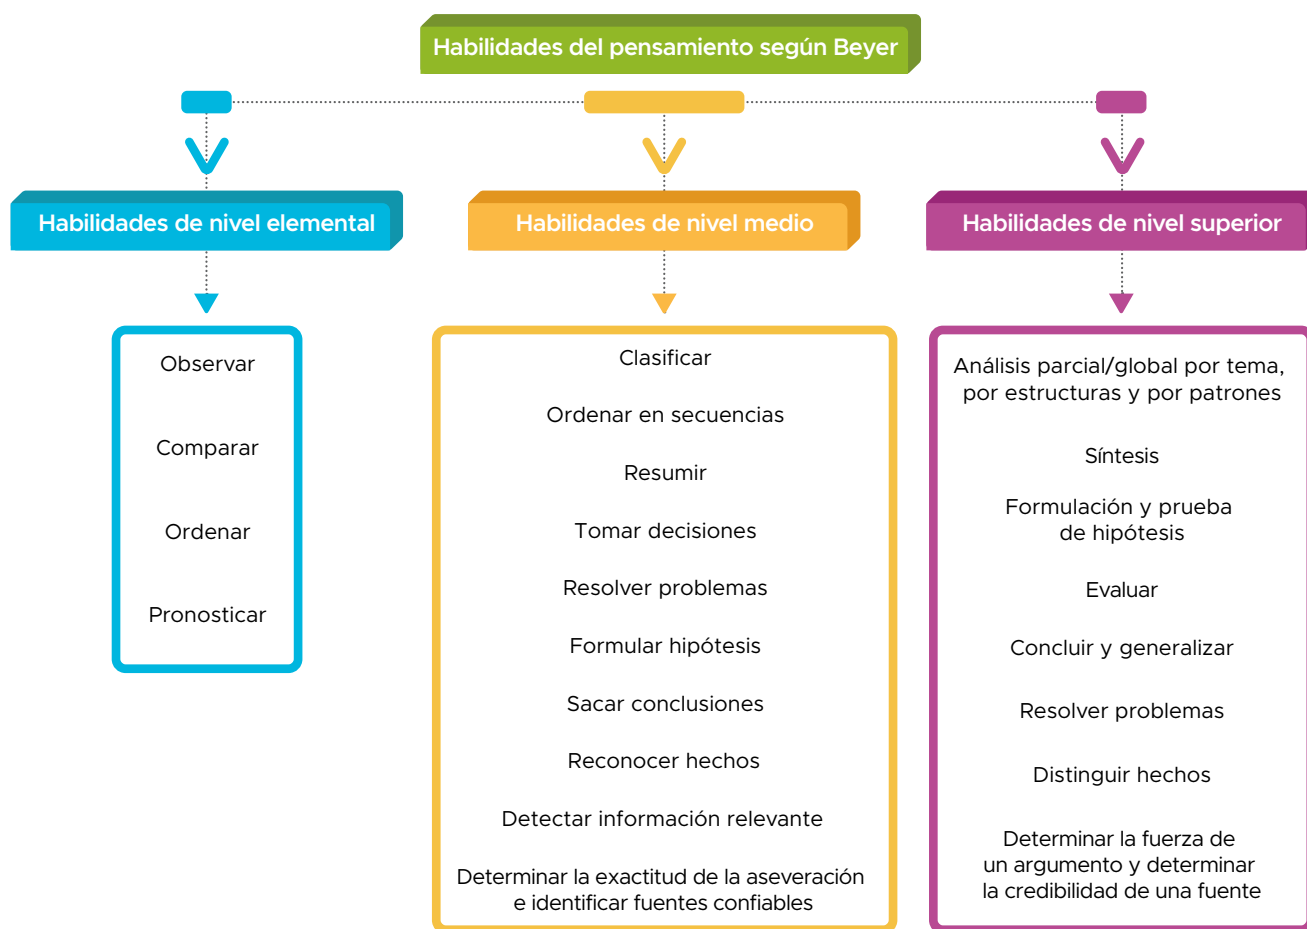 Habilidades del pensamiento según Beyer
Habilidades de nivel elemental
Observar
Comparar
Ordenar
Pronosticar
Habilidades de nivel medio
Clasificar
Ordenar en secuencias
Resumir
Tomar decisiones
Resolver problemas
Formular hipótesis
Sacar conclusiones
Reconocer hechos
Detectar información relevante
Determinar la exactitud de la aseveración
e identificar fuentes confiables
Habilidades de nivel superior
Análisis parcial/global por tema,
por estructuras y por patrones
Síntesis
Formulación y prueba
de hipótesis
Evaluar
Concluir y generalizar
Resolver problemas
Distinguir hechos
Determinar la fuerza de
un argumento y determinar
la credibilidad de una fuente